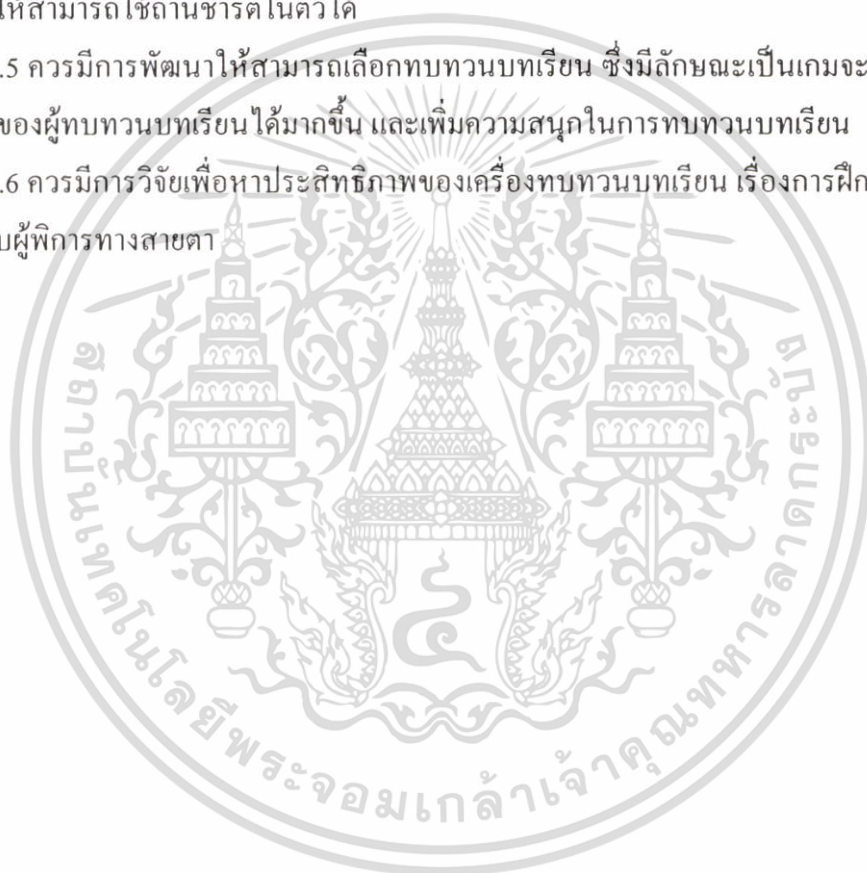 ให้สามารถใช้ถ่านชาร์ตในตัวได้
.5 ควรมีการพัฒนาให้สามารถเลือกทบทวนบทเรียน ซึ่งมีลักษณะเป็นเกมจะ
ของผู้ทบทวนบทเรียนได้มากขึ้น และเพิ่มความสนุกในการทบทวนบทเรียน
.6 ควรมีการวิจัยเพื่อหาประสิทธิภาพของเครื่องทบทวนบทเรียน เรื่องการฝึก
บผู้พิการทางสายตา
สถาบันเทคโนโลยีพระจอมเกล้าเจ้าคุณทหารลาดกระบัง